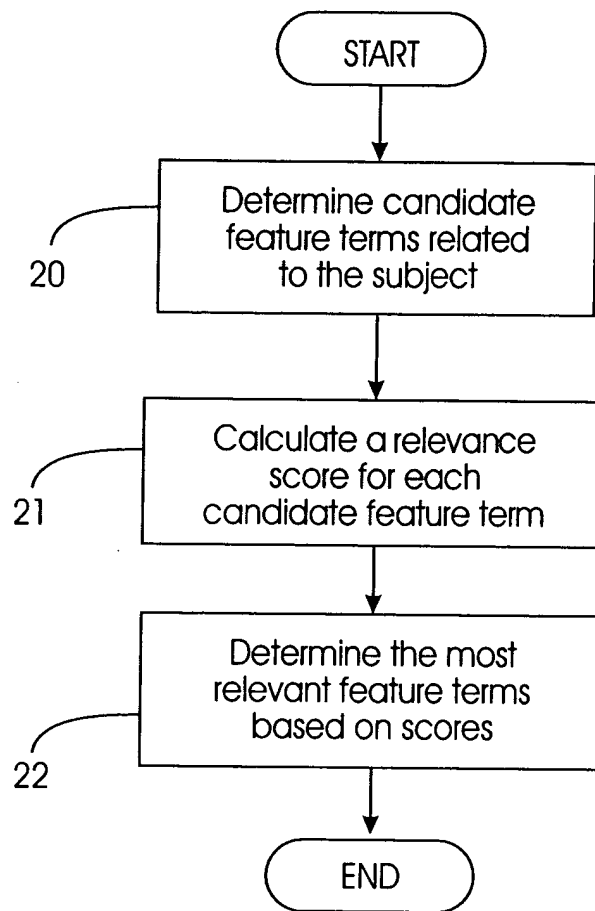 START
Determine candidate
feature terms related
to the subject
20
Calculate a relevance
score for each
candidate feature term
21
Determine the most
relevant feature terms
based on scores
22
END